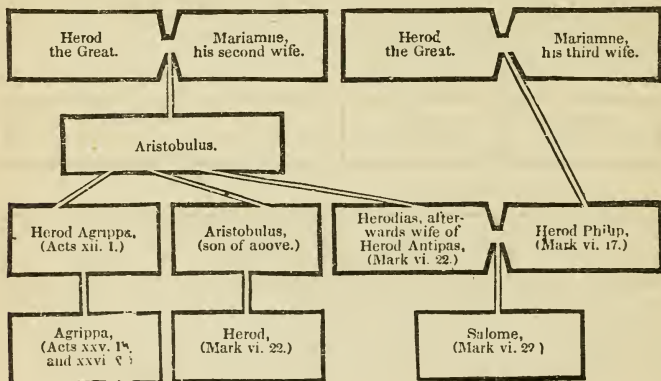 Herod
the Great.
Mariamne,
his second wife.
Herod
the Great.
Mariamne,
his third wife.
Aristobulus.
Herod Agrippa,
(Acts xii. 1.)
Aristobulus,
(son of above.)
Herodias, after-
wards wife of
Herod Antipas,
(Mark vi. 22.)
Herod Philip,
(Mark vi. 17.)
Agrippa,
(Acts xxv.
and xxvi
Herod,
(Mark vi. 22.)
Salome,
(Mark vi.